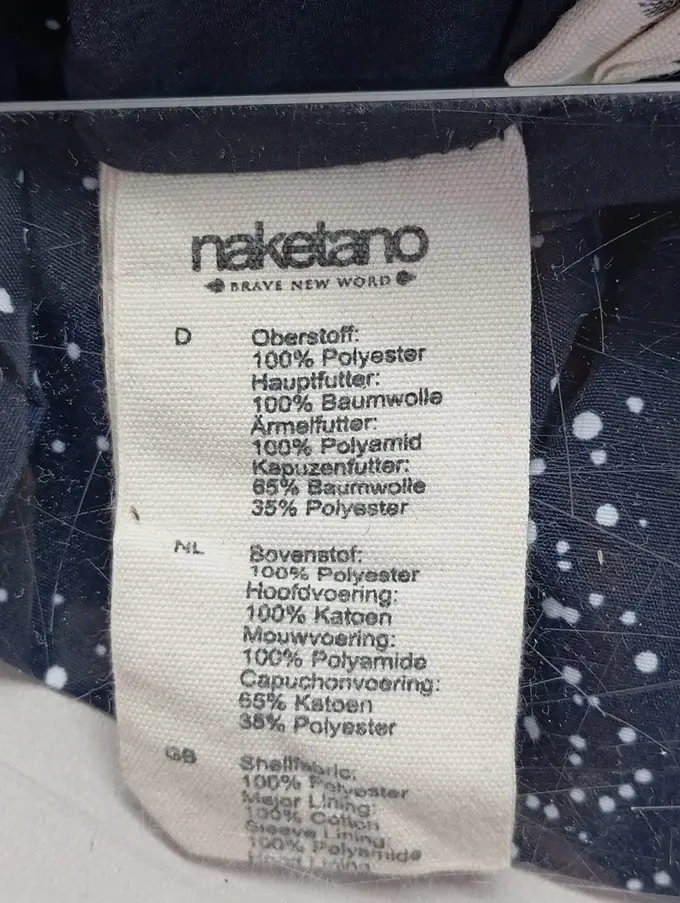 naketano
BRAVE NEW WORD
D
Oberstoff:
100% Polyester
Hauptfutter:
100% Baumwolle
Ärmelfutter:
100% Polyamid
Kapuzenfutter:
65% Baumwolle
35% Polyester
NL
Bovenstof:
100% Polyester
Hoofdvoering:
100% Katoen
Mouwvoering:
100% Polyamide
Capuchonvoering:
65% Katoen
35% Polyester
GB
Shellfabric:
100% Polyester
Major Lining:
100% Cotton
Sleeve Lining:
100% Polyamide
Hood Lining: